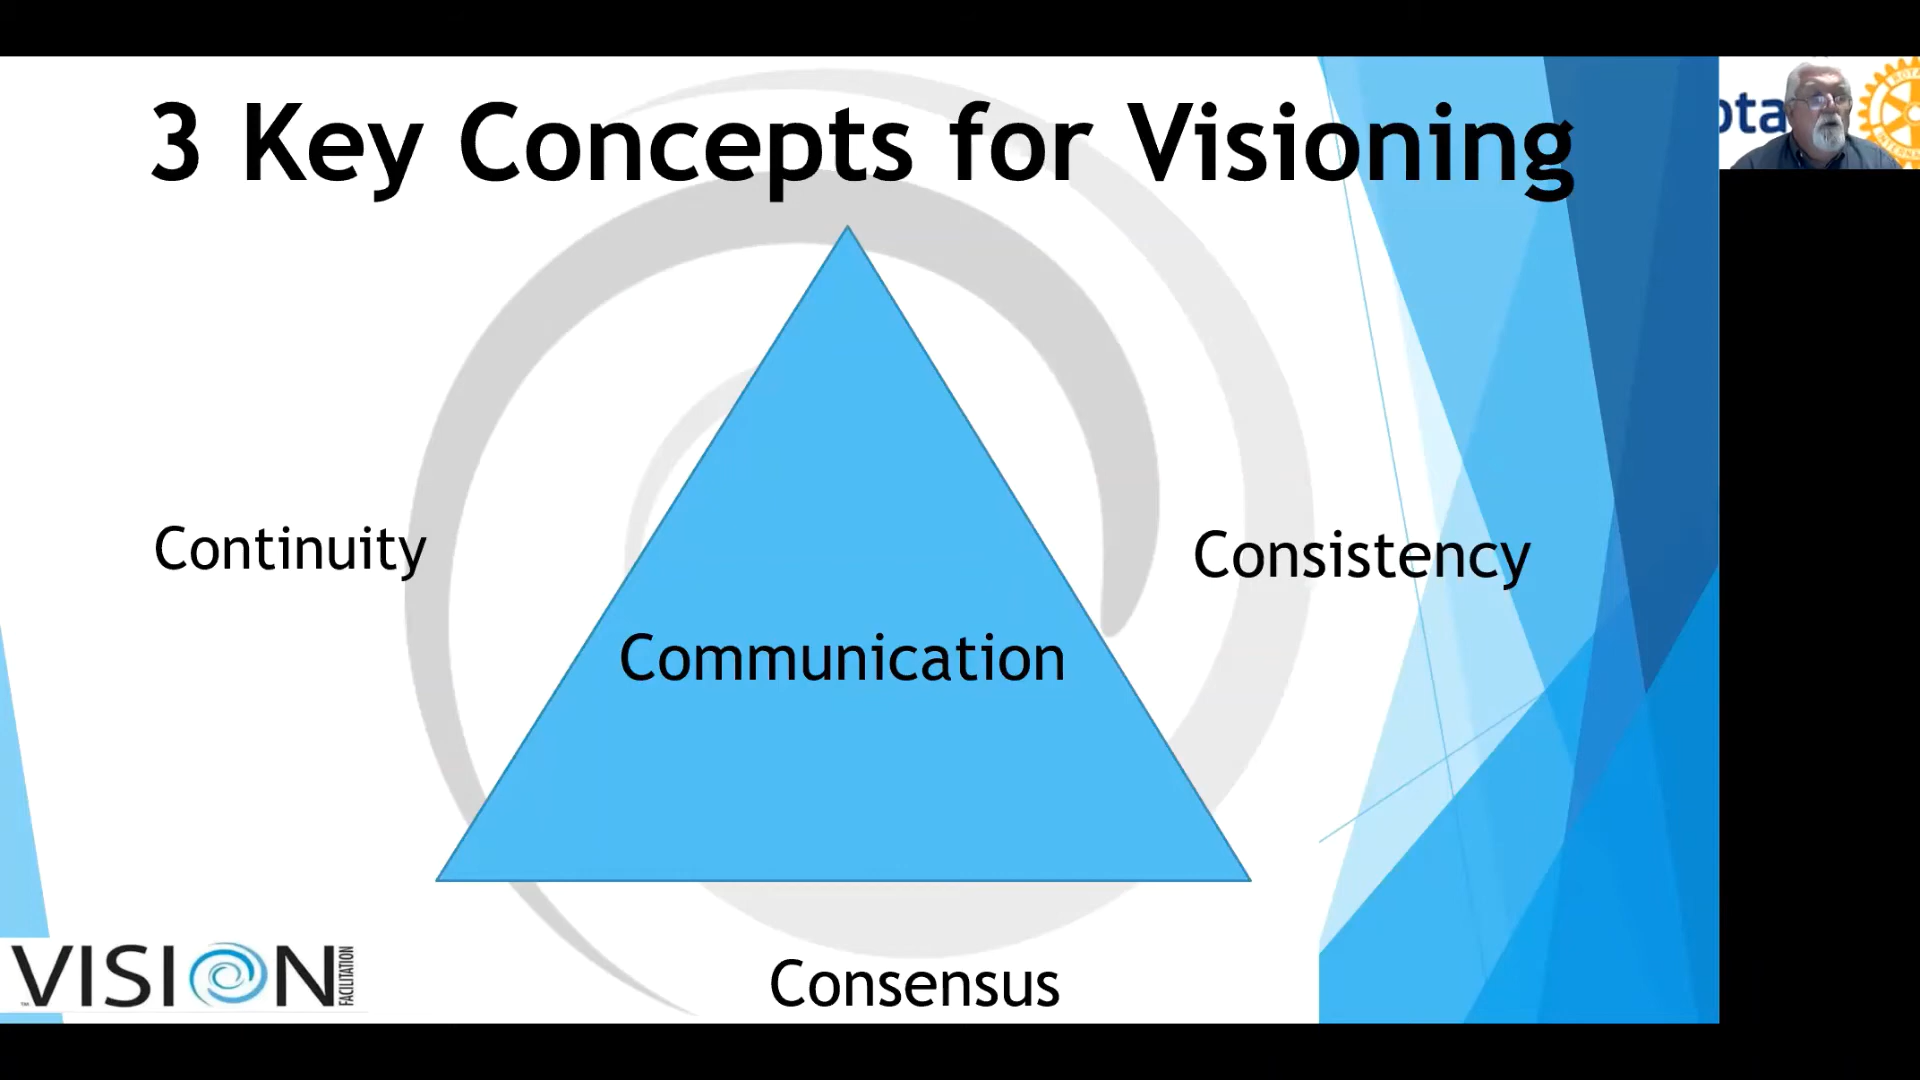 3 Key Concepts for Visioning
Continuity
Consistency
Communication
Consensus
VISION
FACILITATION